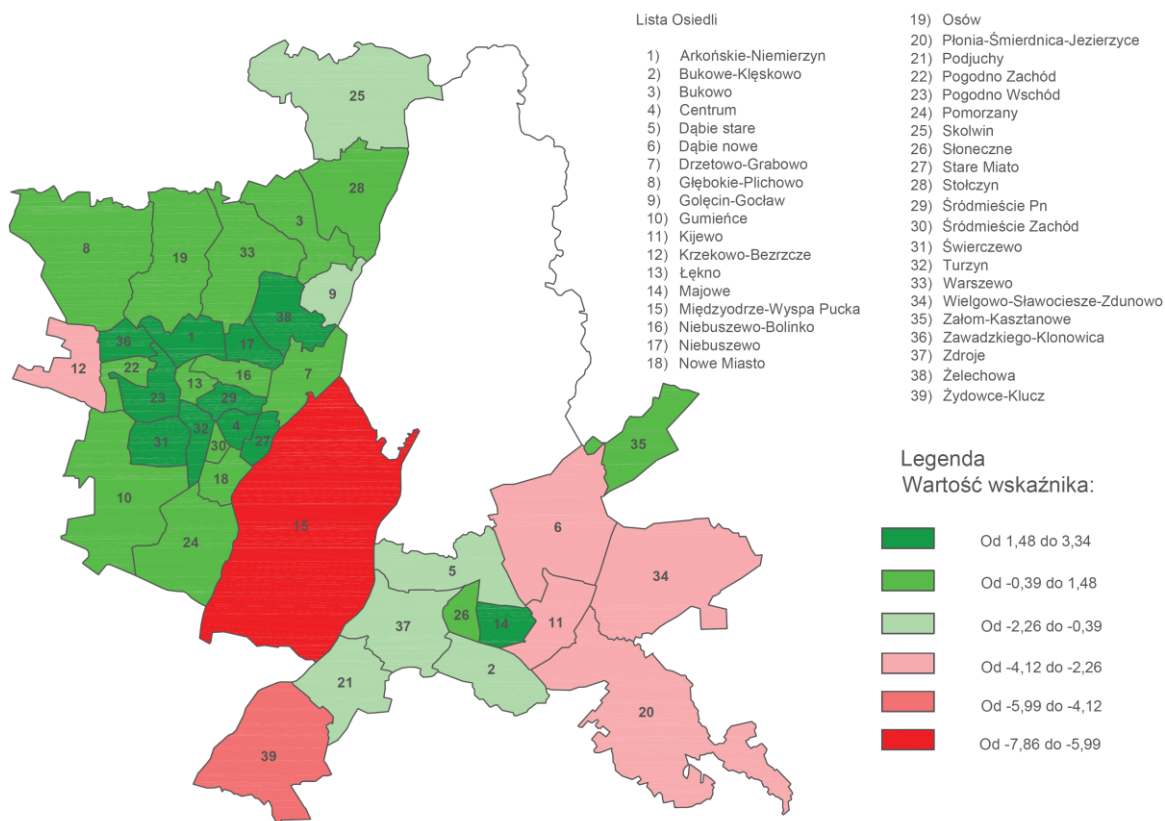 Lista Osiedli
1) Arkońskie-Niemierzyn
2) Bukowe-Klęskowo
3) Bukowo
4) Centrum
5) Dąbie stare
6) Dąbie nowe
7) Drzetowo-Grabowo
8) Głębokie-Plichowo
9) Golęcin-Gocław
10) Gumieńce
11) Kijewo
12) Krzekowo-Bezrzcze
13) Łękno
14) Majowe
15) Międzyodrze-Wyspa Pucka
16) Niebuszewo-Bolinko
17) Niebuszewo
18) Nowe Miasto
19) Osów
20) Płonia-Śmierdnica-Jezierzyce
21) Podjuchy
22) Pogodno Zachód
23) Pogodno Wschód
24) Pomorzany
25) Skolwin
26) Słoneczne
27) Stare Miato
28) Stołczyn
29) Śródmieście Pn
30) Śródmieście Zachód
31) Świerczewo
32) Turzyn
33) Warszewo
34) Wielgowo-Sławociesze-Zdunowo
35) Załom-Kasztanowe
36) Zawadzkiego-Klonowica
37) Zdroje
38) Żelechowa
39) Żydowce-Klucz
Legenda
Wartość wskaźnika:
Od 1,48 do 3,34
Od -0,39 do 1,48
Od -2,26 do -0,39
Od -4,12 do -2,26
Od -5,99 do -4,12
Od -7,86 do -5,99
25
28
3
8
19
33
9
38
36
1
17
12
22
16
7
13
23
29
32
4
31
27
30
18
10
24
15
35
6
34
5
26
14
11
37
2
21
20
39